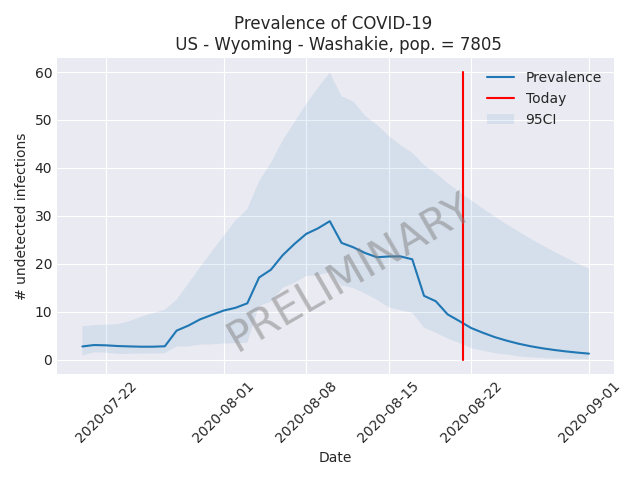 Prevalence of COVID-19
US - Wyoming - Washakie, pop. = 7805
Prevalence
Today
95CI
PRELIMINARY
# undetected infections
60
50
40
30
20
10
0
2020-07-22
2020-08-01
2020-08-08
2020-08-15
2020-08-22
2020-09-01
Date